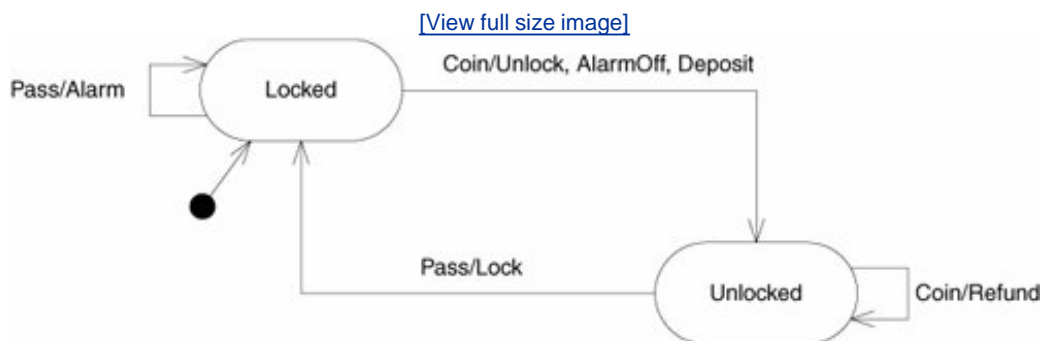 [View full size image]
Coin/Unlock, AlarmOff, Deposit
Pass/Alarm
Locked
Pass/Lock
Unlocked
Coin/Refund